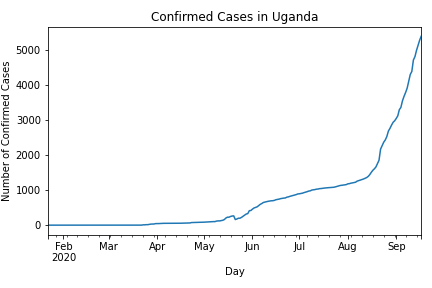 Confirmed Cases in Uganda
Number of Confirmed Cases
5000
4000
3000
2000
1000
0
Feb Mar Apr May Jun Jul Aug Sep
2020
Day